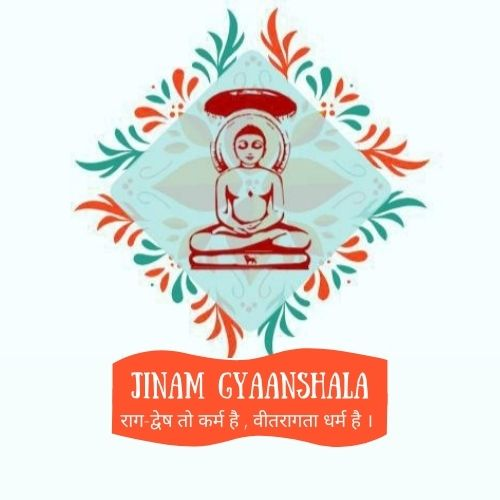 JINAM GYAANSHALA
राग-द्वेष तो कर्म है , वीतरागता धर्म है ।